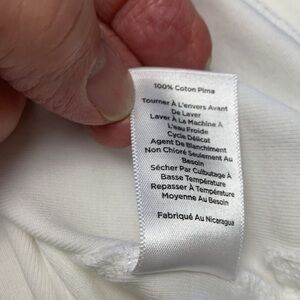 100% Coton Pima
Tourner À L'envers Avant
De Laver
Laver À La Machine À
L'eau Froide
Cycle Délicat
Agent De Blanchiment
Non Chloré Seulement Au
Besoin
Sécher Par Culbutage À
Basse Température
Repasser À Température
Moyenne Au Besoin
Fabriqué Au Nicaragua